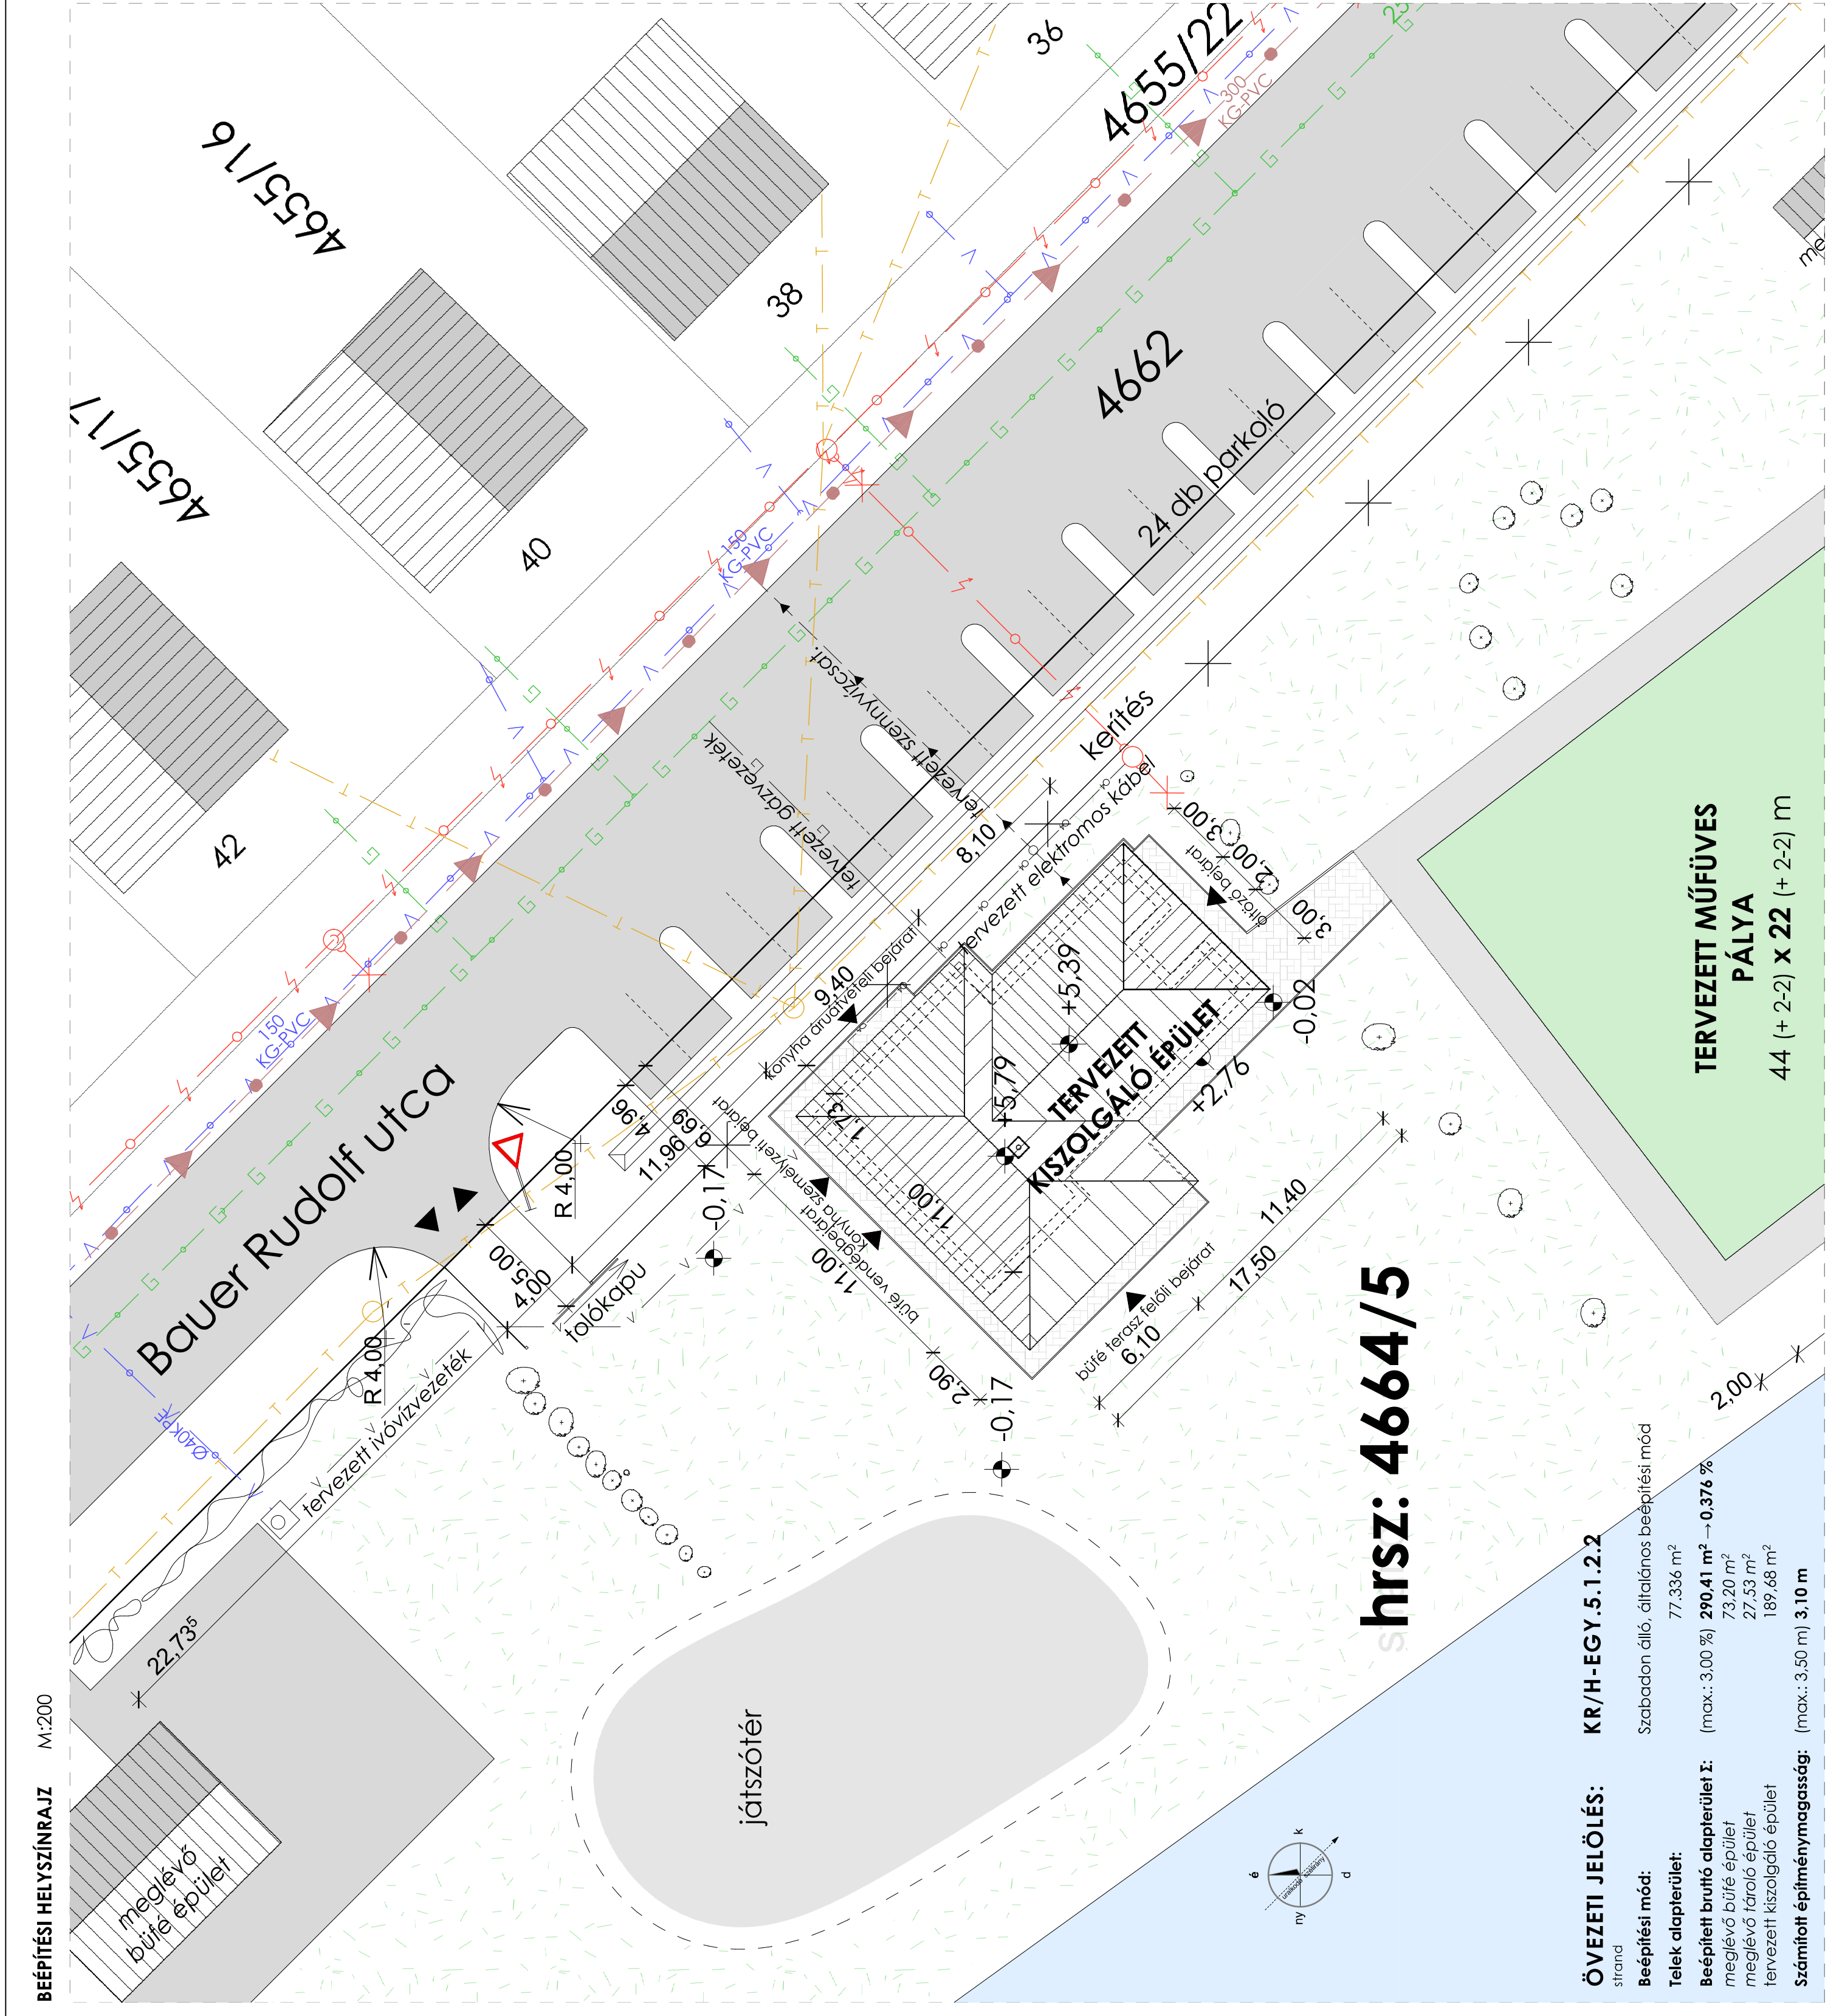 BEÉPÍTÉSI HELYSZÍNRAJZ M:200
4655/17
4655/16
4655/22
42
40
38
36
150
KG-PVC
150
KG-PVC
300
KG-PVC
25
Bauer Rudolf utca
4662
24 db parkoló
Ø40KPE
R 4,00
R 4,00
5,00
4,00
4,96
6,69
11,96
tolókapu
tervezett ivóvízvezeték
22,73⁵
tervezett gázvezeték
tervezett szennyvízcsat.
tervezett elektromos kábel
kerítés
8,10
9,40
konyha áruátvételi bejárat
konyha személyzeti bejárat
büfé vendégbejárat
büfé terasz felőli bejárat
öltöző bejárat
3,00
2,00
3,00
1,73
11,00
11,00
2,90
6,10
17,50
11,40
-0,17
-0,17
-0,02
+2,76
+5,39
+5,79
TERVEZETT
KISZOLGÁLÓ ÉPÜLET
meglévő
büfé épület
játszótér
hrsz: 4664/5
TERVEZETT MŰFÜVES
PÁLYA
44 (+ 2-2) x 22 (+ 2-2) m
2,00
é
k
d
ny
uralkodó szélirány
ÖVEZETI JELÖLÉS: KR/H-EGY.5.1.2.2
strand
Beépítési mód: Szabadon álló, általános beépítési mód
Telek alapterület: 77.336 m²
Beépített bruttó alapterület Σ: (max.: 3,00 %) 290,41 m² → 0,376 %
meglévő büfé épület 73,20 m²
meglévő tároló épület 27,53 m²
tervezett kiszolgáló épület 189,68 m²
Számított építménymagasság: (max.: 3,50 m) 3,10 m